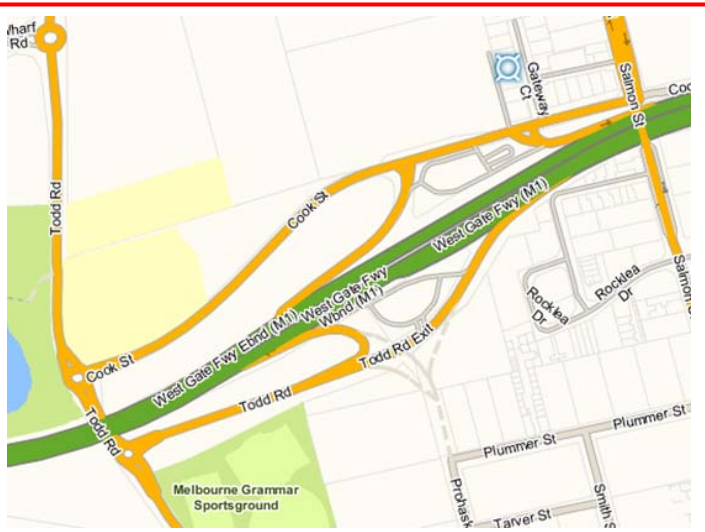 Wharf
Rd
Gateway
Ct
Salmon St
Coo
Todd Rd
Cook St
West Gate Fwy (M1)
West Gate Fwy
Wbnd (M1)
West Gate Fwy Ebnd (M1)
Rocklea
Dr
Rocklea
Dr
Salmon S
Cook St
Todd Rd Exit
Todd Rd
Todd Rd
Plummer St
Plummer St
Melbourne Grammar
Sportsground
Prohask
Smith S
Tarver St